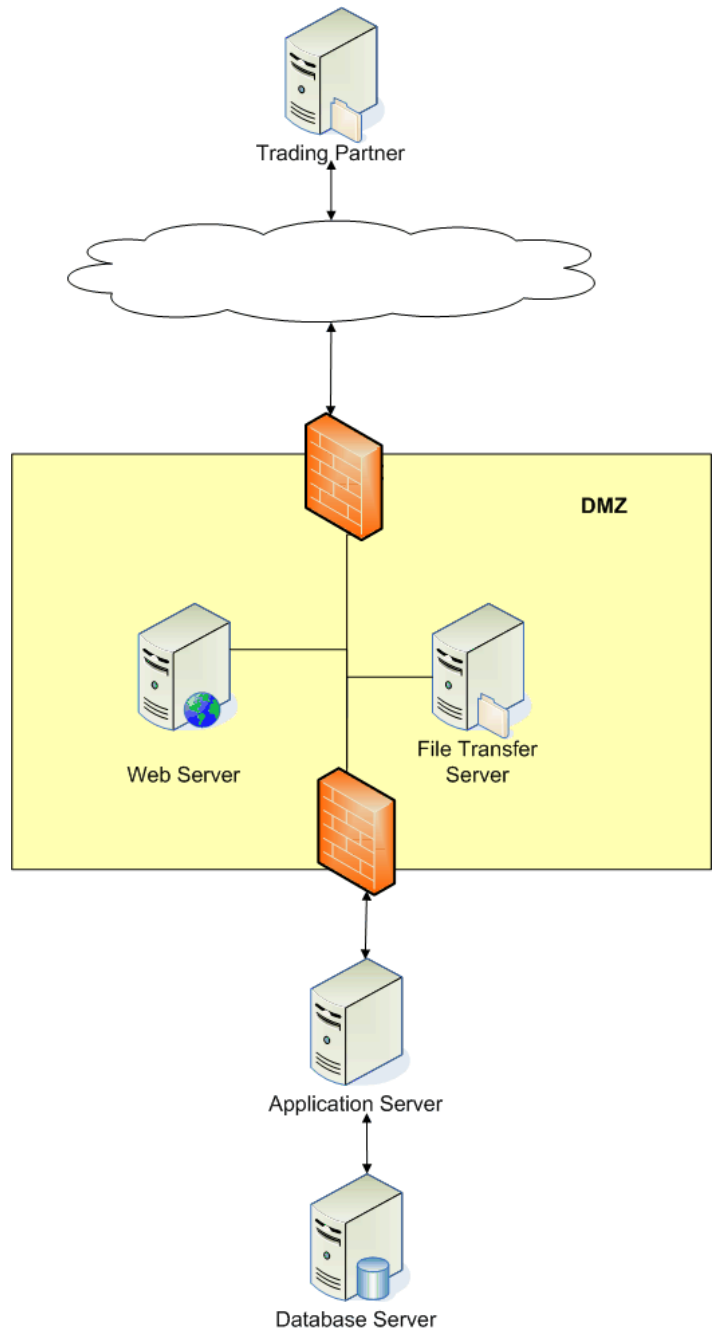 Trading Partner
DMZ
Web Server
File Transfer
Server
Application Server
Database Server